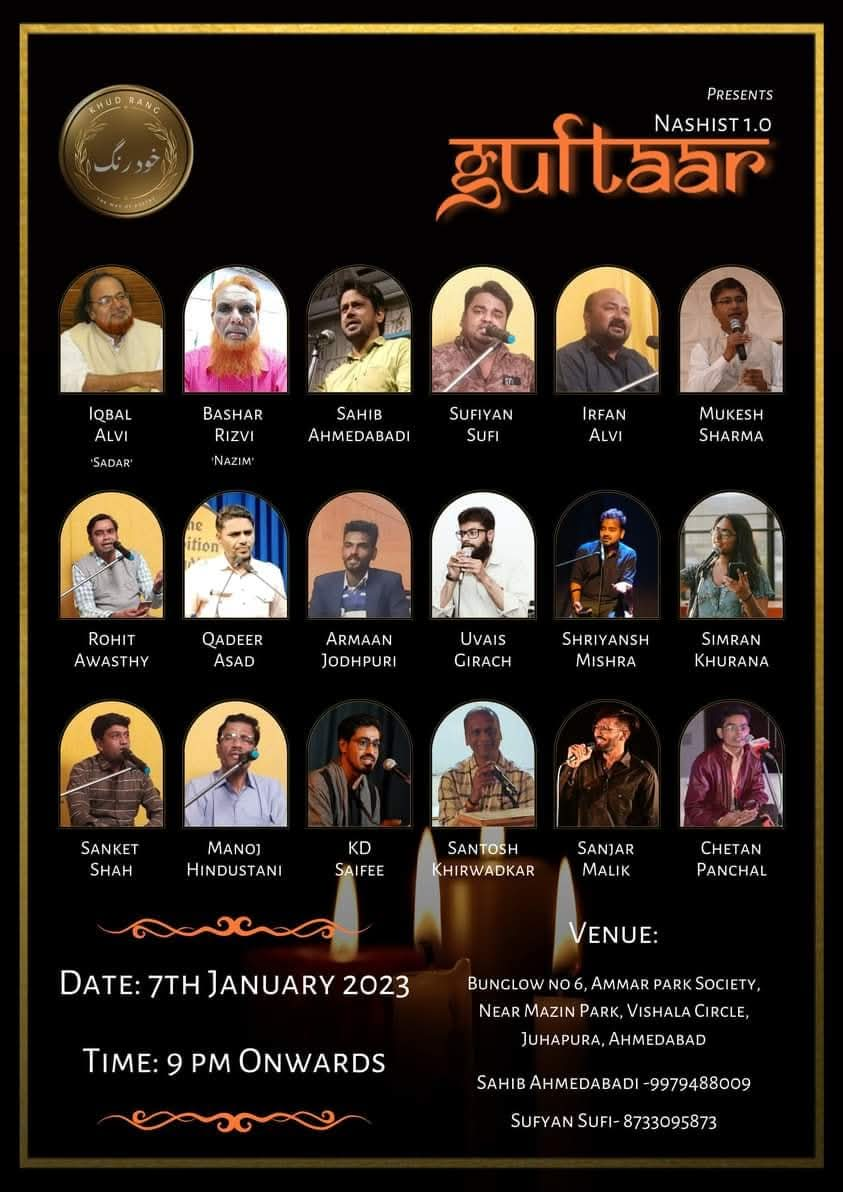 KHUD RANG
خود رنگ
THE WAY OF POETRY
Presents
Nashist 1.0
guftaar
Iqbal
Alvi
'Sadar'
Bashar
Rizvi
'Nazim'
Sahib
Ahmedabadi
Sufiyan
Sufi
Irfan
Alvi
Mukesh
Sharma
Rohit
Awasthy
Qadeer
Asad
Armaan
Jodhpuri
Uvais
Girach
Shriyansh
Mishra
Simran
Khurana
Sanket
Shah
Manoj
Hindustani
KD
Saifee
Santosh
Khirwadkar
Sanjar
Malik
Chetan
Panchal
Date: 7th January 2023
Time: 9 pm Onwards
Venue:
Bunglow no 6, Ammar park Society,
Near Mazin Park, Vishala Circle,
Juhapura, Ahmedabad
Sahib Ahmedabadi -9979488009
Sufyan Sufi- 8733095873